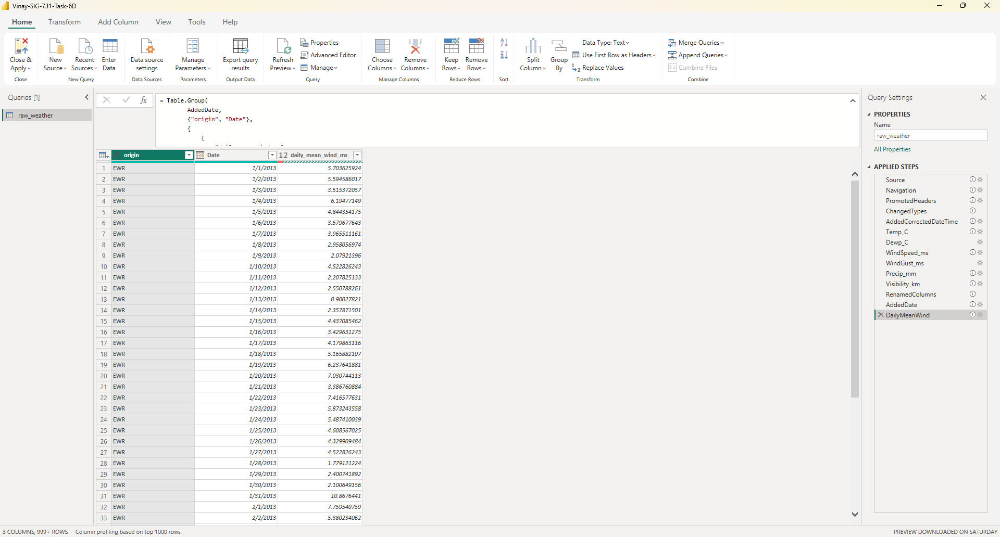 Vinay-SIG-731-Task-6D
Home Transform Add Column View Tools Help
Close & Apply
Close
New Source
Recent Sources
Enter Data
New Query
Data source settings
Data Sources
Manage Parameters
Parameters
Export query results
Output Data
Refresh Preview
Properties
Advanced Editor
Manage
Query
Choose Columns
Remove Columns
Manage Columns
Keep Rows
Remove Rows
Reduce Rows
Sort
Split Column
Group By
Data Type: Text
Use First Row as Headers
Replace Values
Transform
Merge Queries
Append Queries
Combine Files
Combine
Queries [1]
raw_weather
fx
= Table.Group(
AddedDate,
{"origin", "Date"},
{
{
origin Date 1.2 daily_mean_wind_ms
1 EWR 1/1/2013 5.703625924
2 EWR 1/2/2013 5.594586017
3 EWR 1/3/2013 3.515372057
4 EWR 1/4/2013 6.19477149
5 EWR 1/5/2013 4.844354175
6 EWR 1/6/2013 3.579677643
7 EWR 1/7/2013 3.965511161
8 EWR 1/8/2013 2.958056974
9 EWR 1/9/2013 2.07921396
10 EWR 1/10/2013 4.522826243
11 EWR 1/11/2013 2.207825133
12 EWR 1/12/2013 2.550788261
13 EWR 1/13/2013 0.90027821
14 EWR 1/14/2013 2.357871501
15 EWR 1/15/2013 4.437085462
16 EWR 1/16/2013 3.429631275
17 EWR 1/17/2013 4.179863116
18 EWR 1/18/2013 5.165882107
19 EWR 1/19/2013 6.237641881
20 EWR 1/20/2013 7.030744113
21 EWR 1/21/2013 3.386760884
22 EWR 1/22/2013 7.416577631
23 EWR 1/23/2013 5.873243558
24 EWR 1/24/2013 5.487410039
25 EWR 1/25/2013 4.608567025
26 EWR 1/26/2013 4.329909484
27 EWR 1/27/2013 4.522826243
28 EWR 1/28/2013 1.779121224
29 EWR 1/29/2013 2.400741892
30 EWR 1/30/2013 2.100649156
31 EWR 1/31/2013 10.8676441
32 EWR 2/1/2013 7.759540759
33 EWR 2/2/2013 5.380234062
Query Settings
PROPERTIES
Name
raw_weather
All Properties
APPLIED STEPS
Source
Navigation
PromotedHeaders
ChangedTypes
AddedCorrectedDateTime
Temp_C
Dewp_C
WindSpeed_ms
WindGust_ms
Precip_mm
Visibility_km
RenamedColumns
AddedDate
DailyMeanWind
3 COLUMNS, 999+ ROWS Column profiling based on top 1000 rows
PREVIEW DOWNLOADED ON SATURDAY